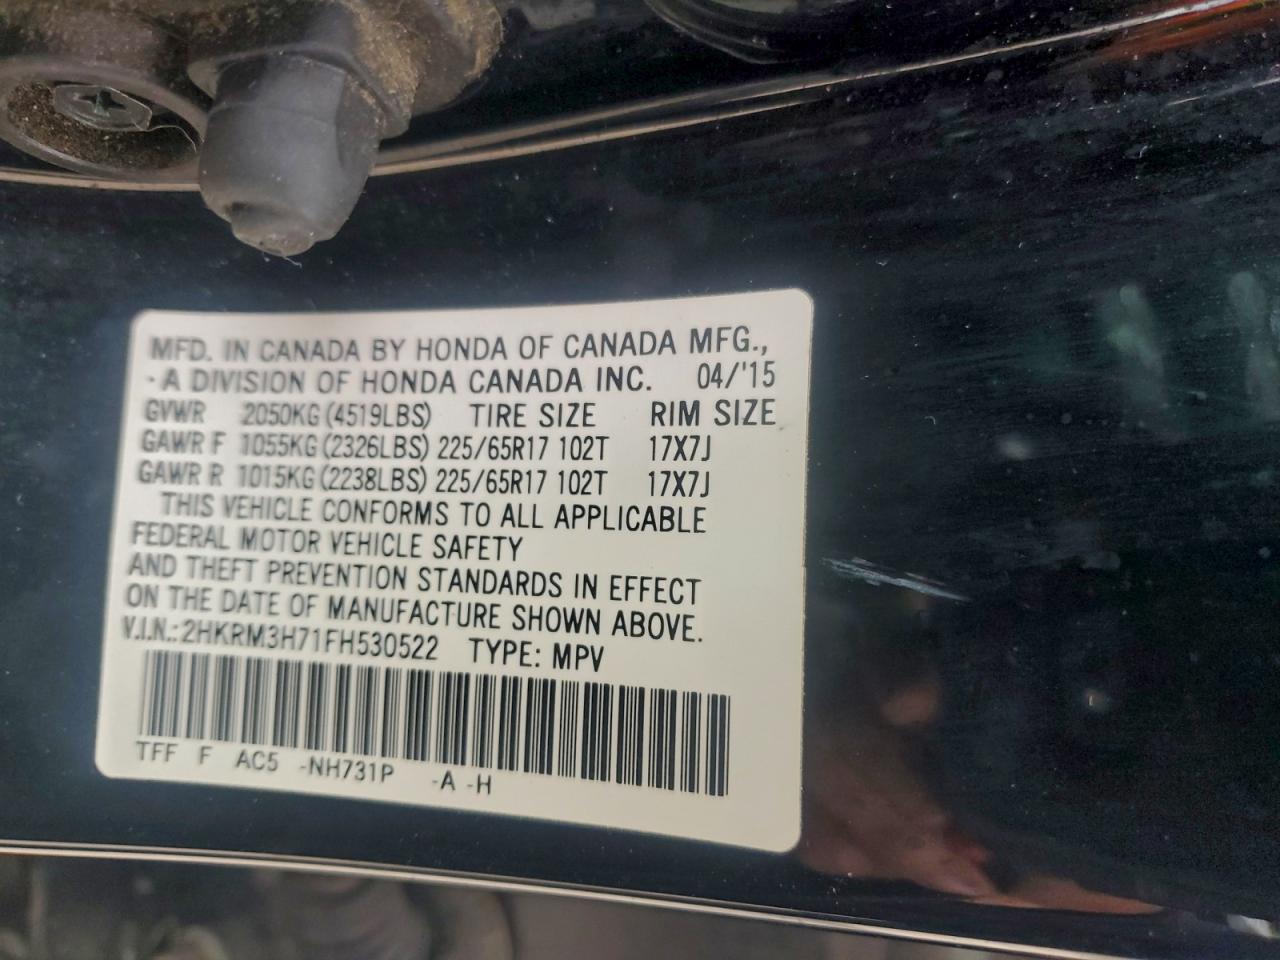 MFD. IN CANADA BY HONDA OF CANADA MFG.,
-A DIVISION OF HONDA CANADA INC. 04/'15
GVWR 2050KG(4519LBS) TIRE SIZE RIM SIZE
GAWR F 1055KG(2326LBS) 225/65R17 102T 17X7J
GAWR R 1015KG(2238LBS) 225/65R17 102T 17X7J
THIS VEHICLE CONFORMS TO ALL APPLICABLE
FEDERAL MOTOR VEHICLE SAFETY
AND THEFT PREVENTION STANDARDS IN EFFECT
ON THE DATE OF MANUFACTURE SHOWN ABOVE.
V.I.N.:2HKRM3H71FH530522 TYPE: MPV
TFF F AC5 -NH731P -A -H